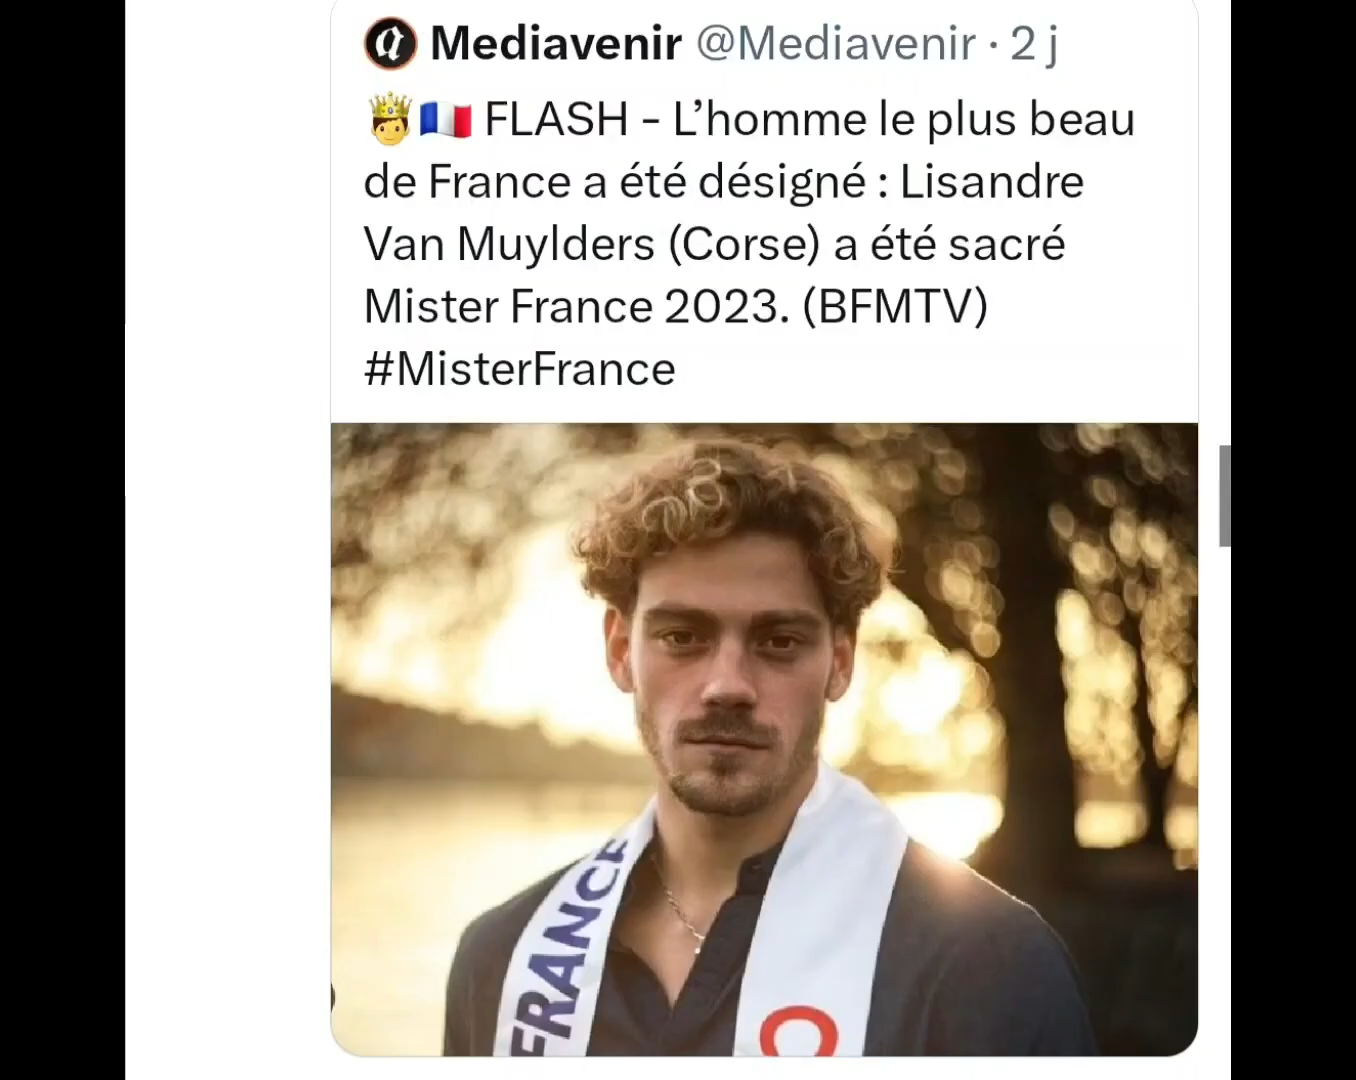 Mediavenir @Mediavenir · 2 j
🤴🇫🇷 FLASH - L’homme le plus beau
de France a été désigné : Lisandre
Van Muylders (Corse) a été sacré
Mister France 2023. (BFMTV)
#MisterFrance
FRANCE